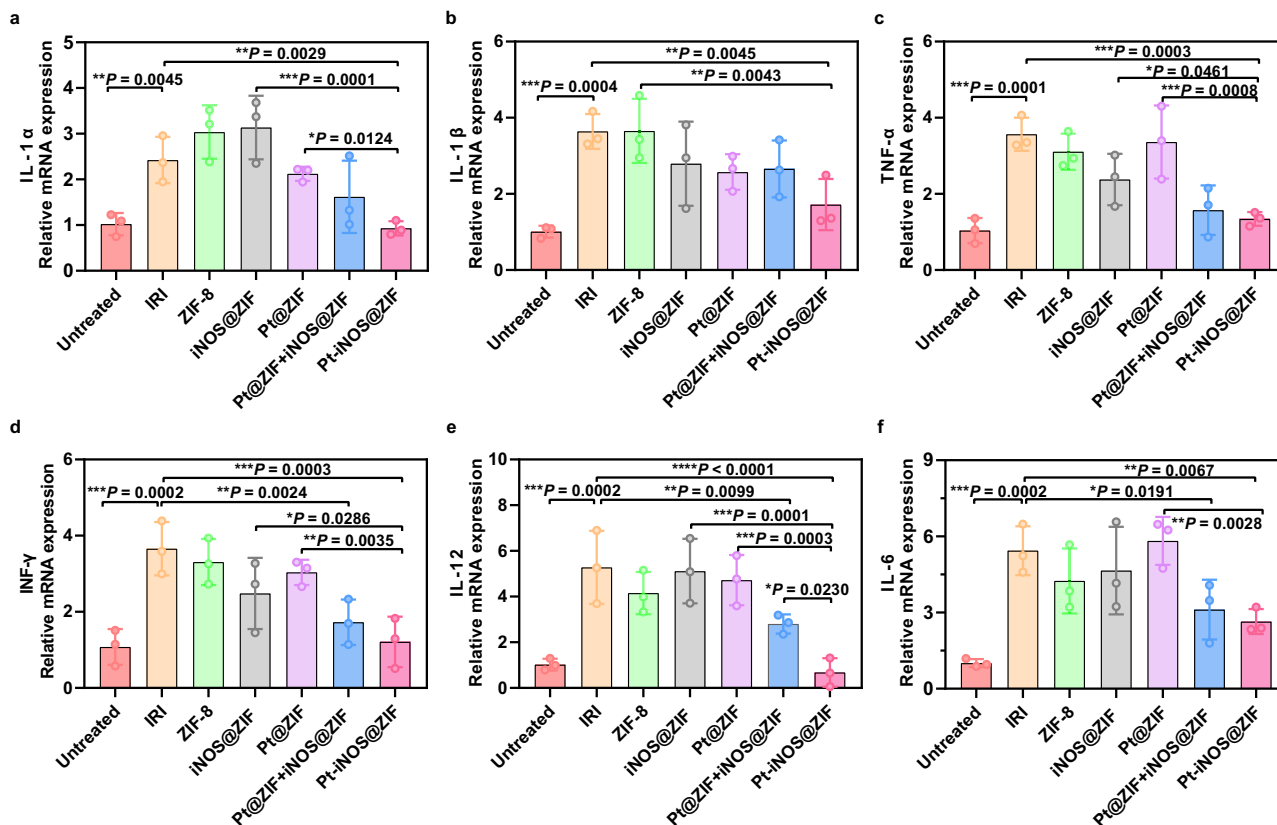 a
IL-1 α
Relative mRNA expression
5
4
3
2
1
0
**P = 0.0029
**P = 0.0045
***P = 0.0001
*P = 0.0124
Untreated
IRI
ZIF-8
iNOS@ZIF
Pt@ZIF
Pt@ZIF+iNOS@ZIF
Pt-iNOS@ZIF
b
IL-1 β
Relative mRNA expression
6
4
2
0
**P = 0.0045
**P = 0.0043
***P = 0.0004
Untreated
IRI
ZIF-8
iNOS@ZIF
Pt@ZIF
Pt@ZIF+iNOS@ZIF
Pt-iNOS@ZIF
c
TNF-α
Relative mRNA expression
6
4
2
0
***P = 0.0003
*P = 0.0461
***P = 0.0001
***P = 0.0008
Untreated
IRI
ZIF-8
iNOS@ZIF
Pt@ZIF
Pt@ZIF+iNOS@ZIF
Pt-iNOS@ZIF
d
INF-γ
Relative mRNA expression
6
4
2
0
***P = 0.0003
***P = 0.0002
**P = 0.0024
*P = 0.0286
**P = 0.0035
Untreated
IRI
ZIF-8
iNOS@ZIF
Pt@ZIF
Pt@ZIF+iNOS@ZIF
Pt-iNOS@ZIF
e
IL-12
Relative mRNA expression
10
8
6
4
2
0
****P < 0.0001
***P = 0.0002
**P = 0.0099
***P = 0.0001
***P = 0.0003
*P = 0.0230
Untreated
IRI
ZIF-8
iNOS@ZIF
Pt@ZIF
Pt@ZIF+iNOS@ZIF
Pt-iNOS@ZIF
f
IL-6
Relative mRNA expression
9
6
3
0
**P = 0.0067
***P = 0.0002
*P = 0.0191
**P = 0.0028
Untreated
IRI
ZIF-8
iNOS@ZIF
Pt@ZIF
Pt@ZIF+iNOS@ZIF
Pt-iNOS@ZIF